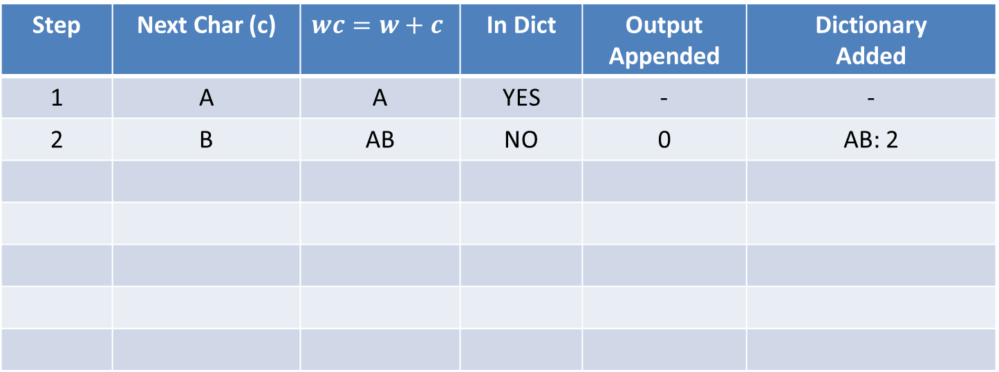 Step Next Char (c) wc = w + c In Dict Output Appended Dictionary Added
1 A A YES - -
2 B AB NO 0 AB: 2